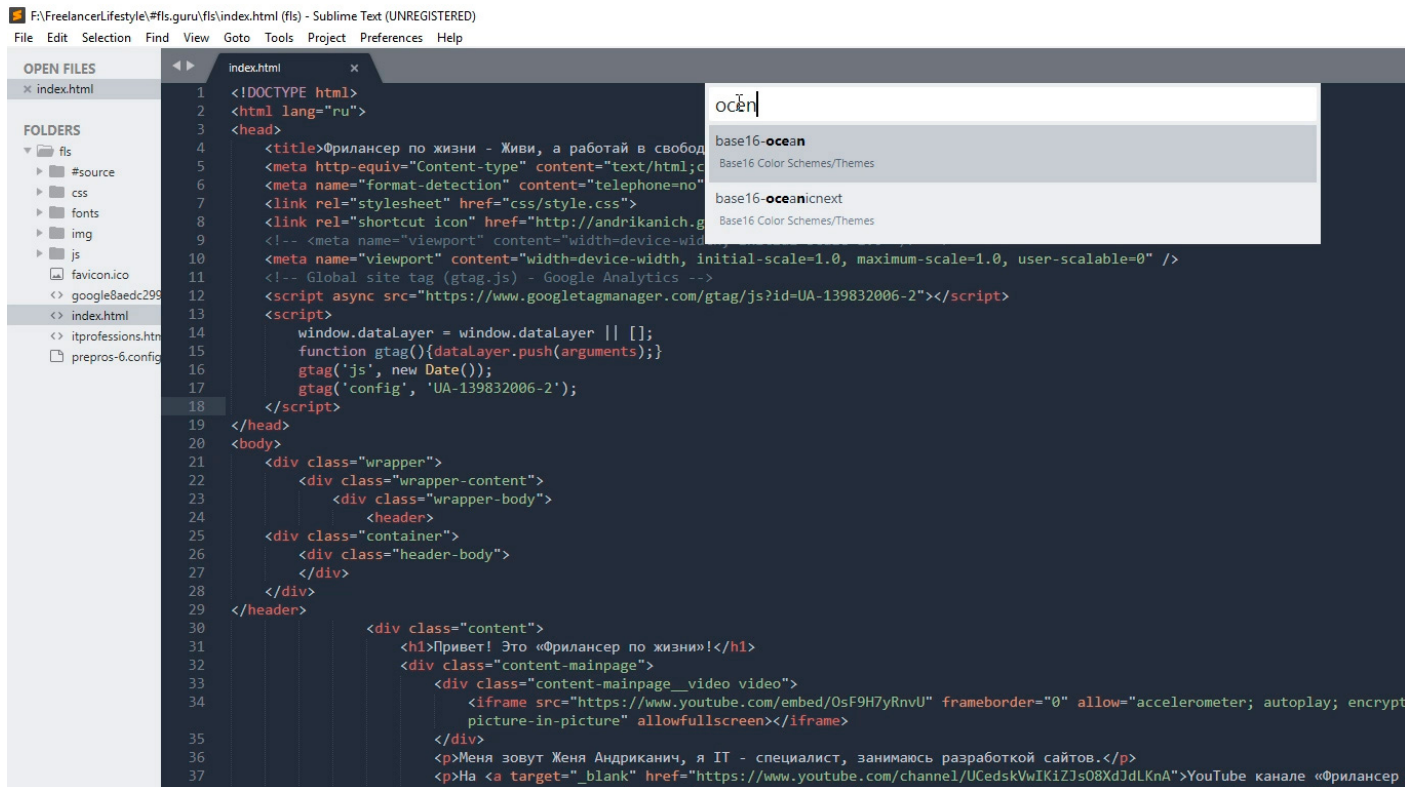 F:\FreelancerLifestyle\#fls.guru\fls\index.html (fls) - Sublime Text (UNREGISTERED)
File Edit Selection Find View Goto Tools Project Preferences Help
OPEN FILES
index.html
FOLDERS
fls
#source
css
fonts
img
js
favicon.ico
google8aedc299
index.html
itprofessions.htm
prepros-6.config
index.html
ocen
base16-ocean
Base16 Color Schemes/Themes
base16-oceanicnext
Base16 Color Schemes/Themes
1 <!DOCTYPE html>
2 <html lang="ru">
3 <head>
4 <title>Фрилансер по жизни - Живи, а работай в свобод
5 <meta http-equiv="Content-type" content="text/html;c
6 <meta name="format-detection" content="telephone=no"
7 <link rel="stylesheet" href="css/style.css">
8 <link rel="shortcut icon" href="http://andrikanich.g
9 <!-- <meta name="viewport" content="width=device-wid
10 <meta name="viewport" content="width=device-width, initial-scale=1.0, maximum-scale=1.0, user-scalable=0" />
11 <!-- Global site tag (gtag.js) - Google Analytics -->
12 <script async src="https://www.googletagmanager.com/gtag/js?id=UA-139832006-2"></script>
13 <script>
14 window.dataLayer = window.dataLayer || [];
15 function gtag(){dataLayer.push(arguments);}
16 gtag('js', new Date());
17 gtag('config', 'UA-139832006-2');
18 </script>
19 </head>
20 <body>
21 <div class="wrapper">
22 <div class="wrapper-content">
23 <div class="wrapper-body">
24 <header>
25 <div class="container">
26 <div class="header-body">
27 </div>
28 </div>
29 </header>
30 <div class="content">
31 <h1>Привет! Это «Фрилансер по жизни»!</h1>
32 <div class="content-mainpage">
33 <div class="content-mainpage__video video">
34 <iframe src="https://www.youtube.com/embed/OsF9H7yRnvU" frameborder="0" allow="accelerometer; autoplay; encrypt
picture-in-picture" allowfullscreen></iframe>
35 </div>
36 <p>Меня зовут Женя Андриканич, я IT - специалист, занимаюсь разработкой сайтов.</p>
37 <p>На <a target="_blank" href="https://www.youtube.com/channel/UCedskVwIKiZJsO8XdJdLKnA">YouTube канале «Фрилансер